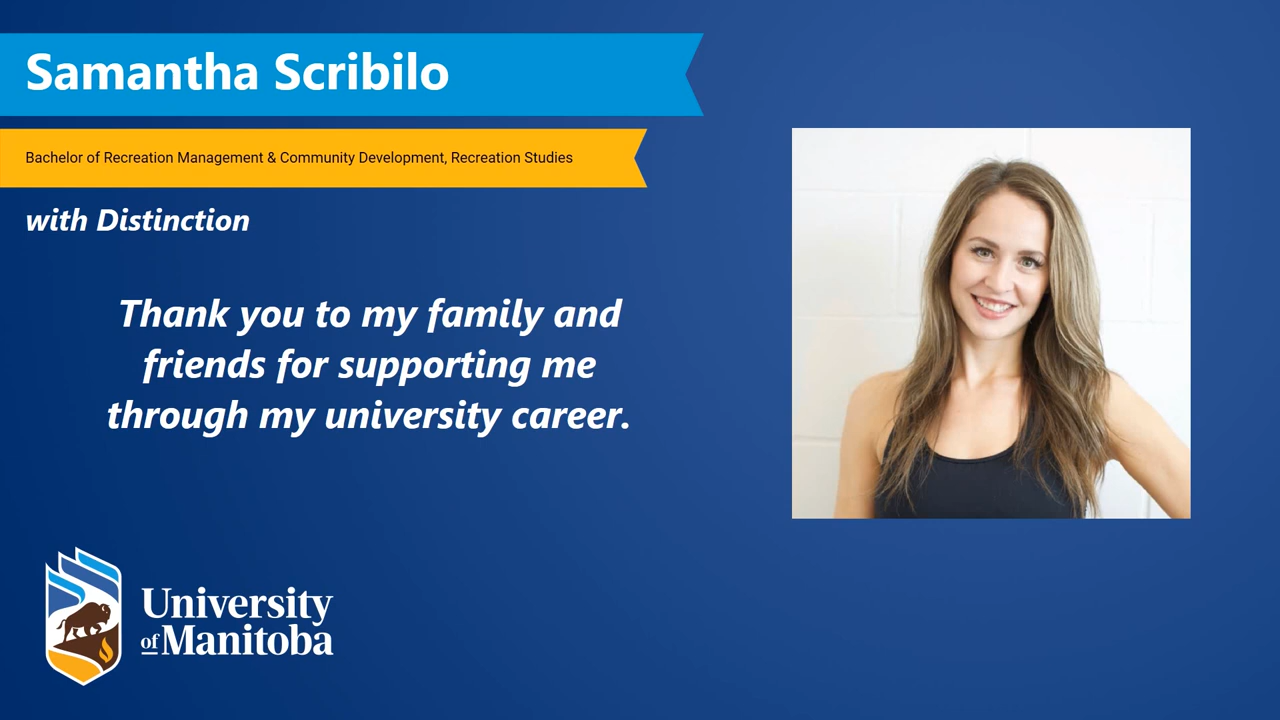 Samantha Scribilo
Bachelor of Recreation Management & Community Development, Recreation Studies
with Distinction
Thank you to my family and
friends for supporting me
through my university career.
University
of Manitoba